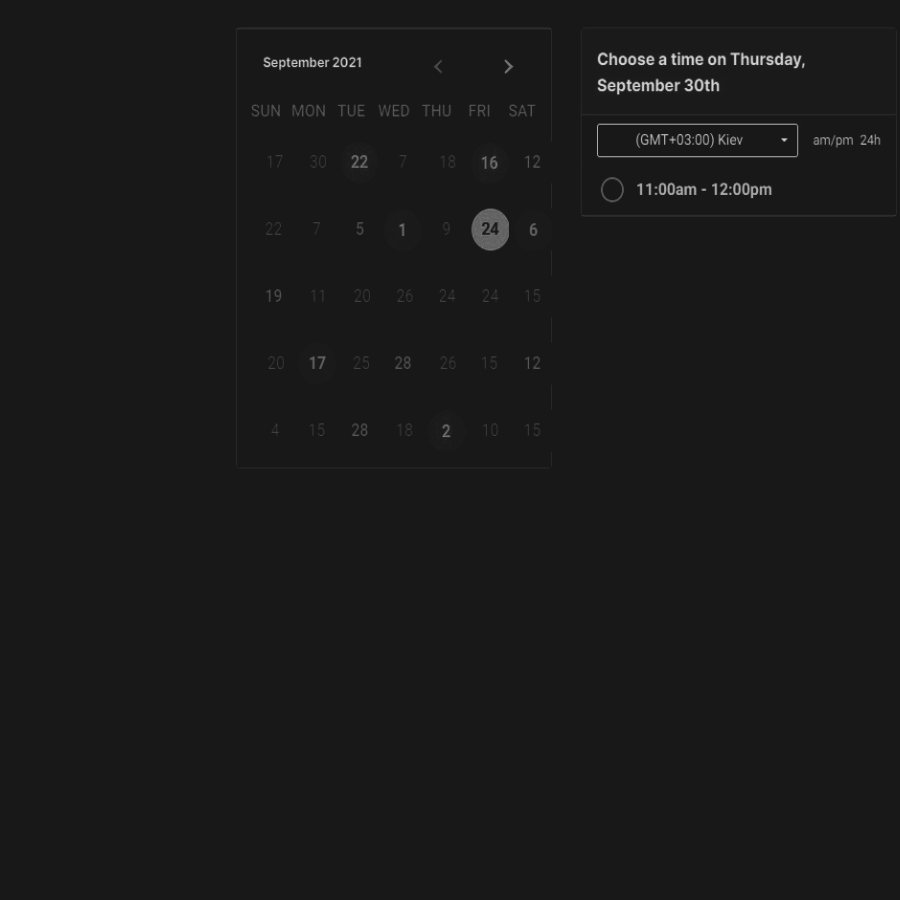 September 2021
SUN MON TUE WED THU FRI SAT
17 30 22 7 18 16 12
22 7 5 1 9 24 6
19 11 20 26 24 24 15
20 17 25 28 26 15 12
4 15 28 18 2 10 15
Choose a time on Thursday,
September 30th
(GMT+03:00) Kiev am/pm 24h
11:00am - 12:00pm